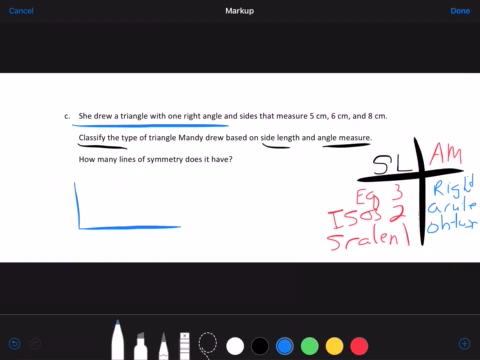 Cancel Markup Done
c. She drew a triangle with one right angle and sides that measure 5 cm, 6 cm, and 8 cm.
Classify the type of triangle Mandy drew based on side length and angle measure.
How many lines of symmetry does it have?
SL AM
Eq 3
Isos 2
Sralen 1
Right
acute
obtux